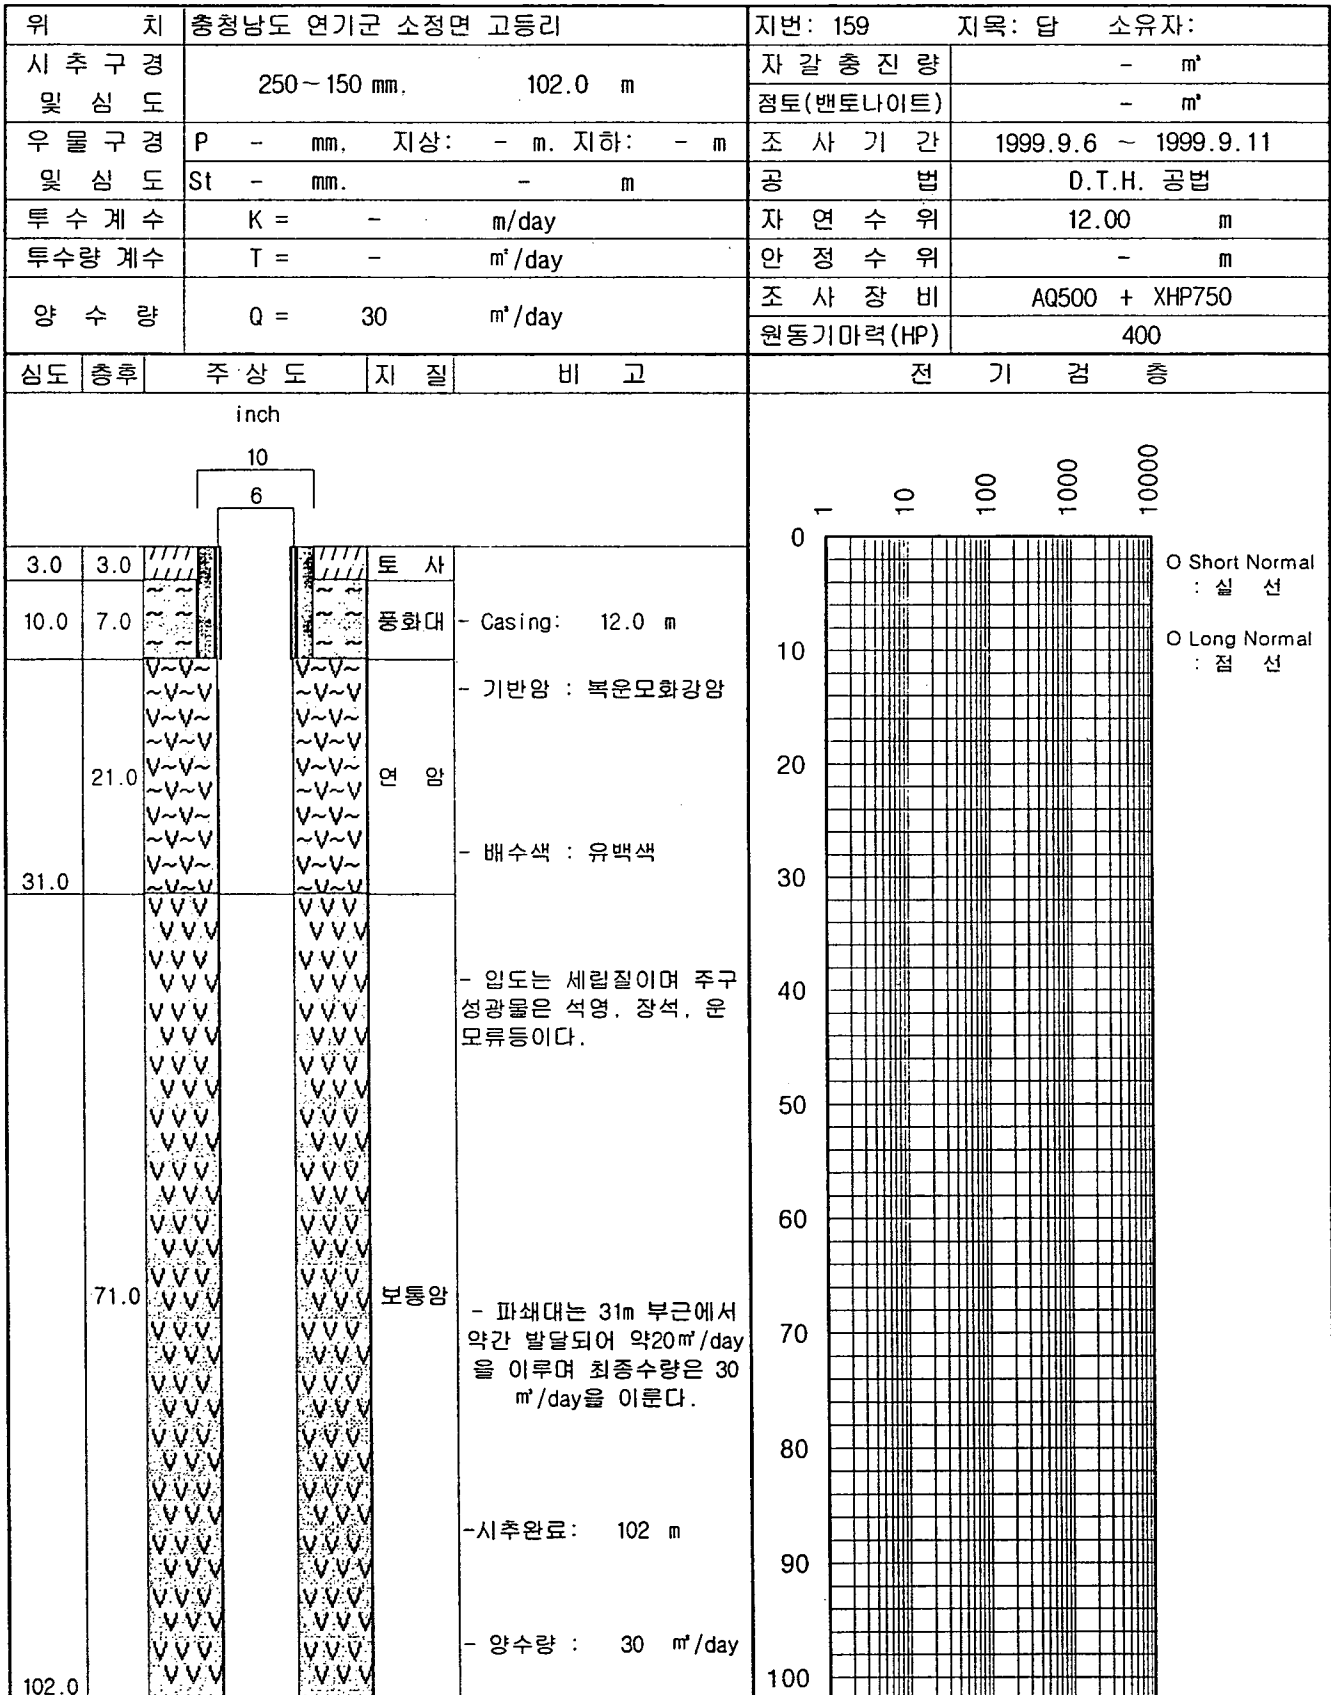 위 치 충청남도 연기군 소정면 고등리 지번: 159 지목: 답 소유자:
시 추 구 경 및 심 도 250~150 mm, 102.0 m 자 갈 충 진 량 - m³
점토(밴토나이트) - m³
우 물 구 경 및 심 도 P - mm, 지상: - m. 지하: - m 조 사 기 간 1999.9.6 ~ 1999.9.11
St - mm. - m 공 법 D.T.H. 공법
투 수 계 수 K = - m/day 자 연 수 위 12.00 m
투수량 계수 T = - m²/day 안 정 수 위 - m
양 수 량 Q = 30 m³/day 조 사 장 비 AQ500 + XHP750
원동기마력(HP) 400
심도 층후 주 상 도 지 질 비 고 전 기 검 층
inch
10
6
3.0 3.0 토 사
10.0 7.0 풍화대 - Casing: 12.0 m
- 기반암 : 복운모화강암
21.0 연 암
- 배수색 : 유백색
31.0
- 입도는 세립질이며 주구
성광물은 석영, 장석, 운
모류등이다.
71.0 보통암
- 파쇄대는 31m 부근에서
약간 발달되어 약20㎥/day
을 이루며 최종수량은 30
㎥/day을 이룬다.
-시추완료: 102 m
- 양수량 : 30 ㎥/day
102.0
1 10 100 1000 10000
0
10
20
30
40
50
60
70
80
90
100
O Short Normal
: 실 선
O Long Normal
: 점 선